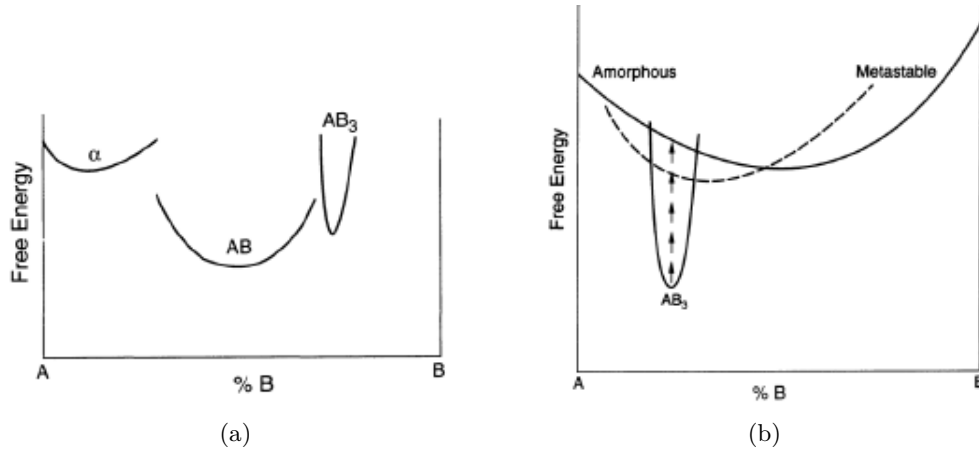 Free Energy
α
AB
AB₃
A
% B
B
(a)
Free Energy
Amorphous
Metastable
AB₃
A
% B
B
(b)